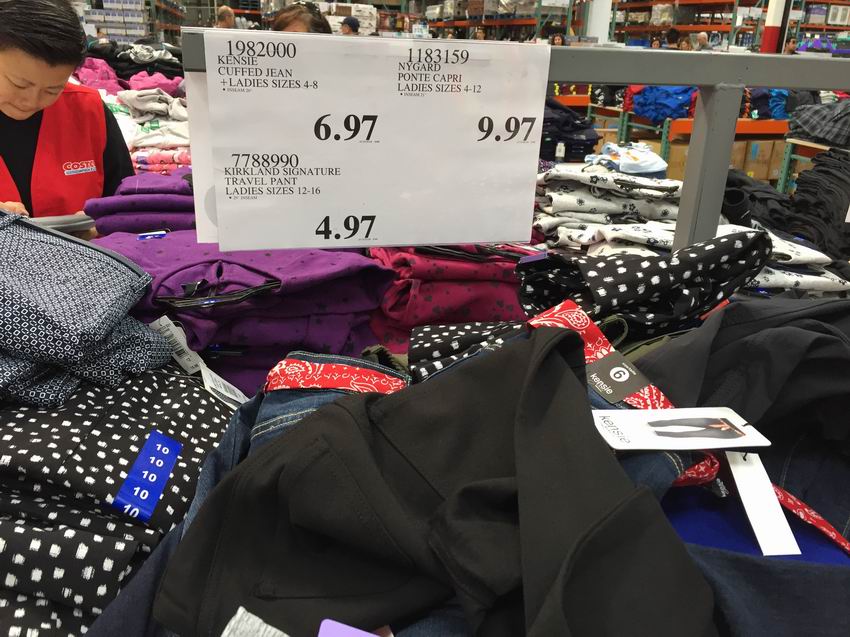 1982000
KENSIE
CUFFED JEAN
+LADIES SIZES 4-8
6.97
1183159
NYGARD
PONTE CAPRI
LADIES SIZES 4-12
9.97
7788990
KIRKLAND SIGNATURE
TRAVEL PANT
LADIES SIZES 12-16
4.97
COSTCO
10
10
10
10
10
6
kensie
kensie